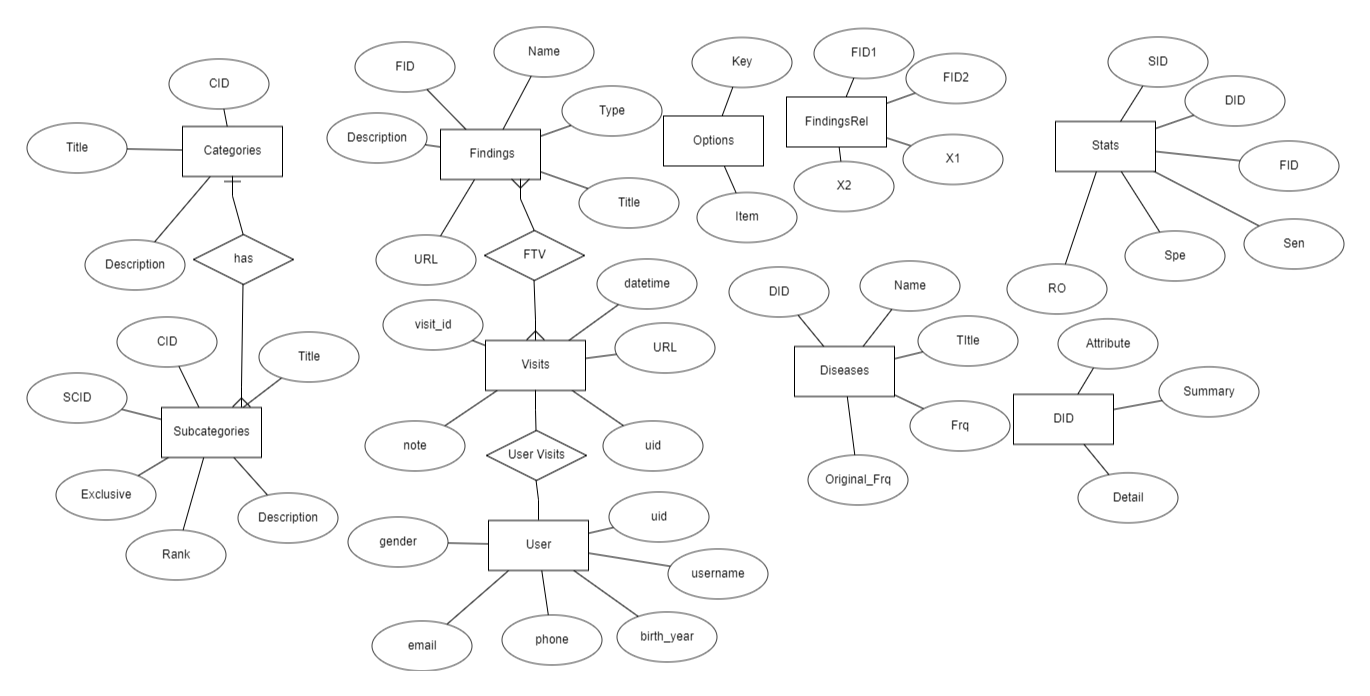 CID
Title
Categories
Description
has
CID
Title
SCID
Subcategories
Exclusive
Description
Rank
FID
Name
Type
Description
Findings
Title
URL
FTV
datetime
visit_id
URL
Visits
note
uid
User Visits
uid
gender
User
username
email
phone
birth_year
Key
Options
Item
FID1
FID2
FindingsRel
X1
X2
SID
DID
Stats
FID
Sen
Spe
RO
DID
Name
TItle
Diseases
Frq
Original_Frq
Attribute
Summary
DID
Detail